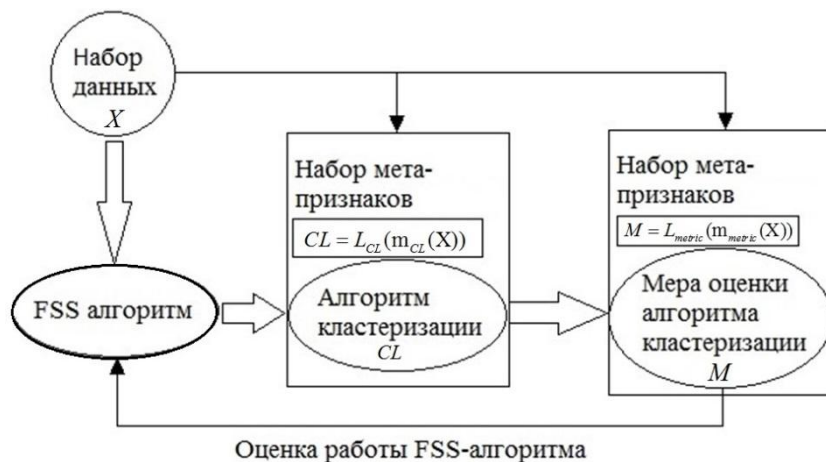 Набор
данных
X
Набор мета-
признаков
CL = L_CL(m_CL(X))
Алгоритм
кластеризации
CL
Набор мета-
признаков
M = L_metric(m_metric(X))
Мера оценки
алгоритма
кластеризации
M
FSS алгоритм
Оценка работы FSS-алгоритма